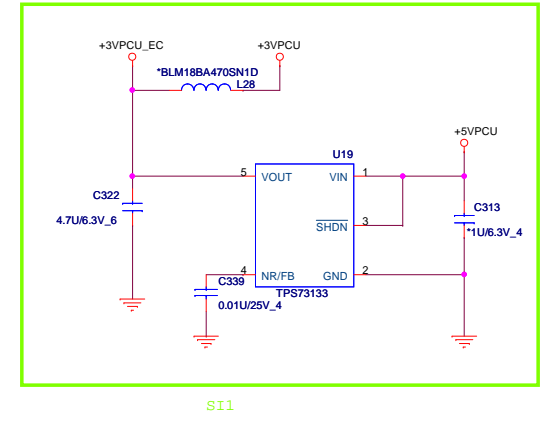 +3VPCU_EC
+3VPCU
*BLM18BA470SN1D
L28
+5VPCU
U19
5
VOUT
VIN
1
C322
4.7U/6.3V_6
C313
*1U/6.3V_4
SHDN
3
4
NR/FB
GND
2
C339
0.01U/25V_4
TPS73133
SI1